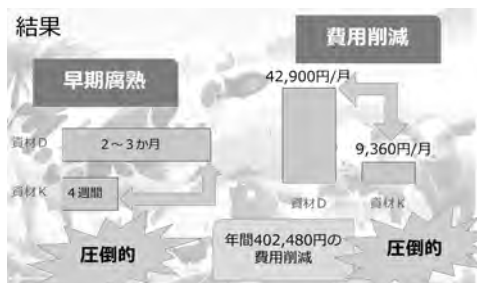 結果
早期腐熟
資材D
2～3か月
資材K
4週間
圧倒的
費用削減
42,900円/月
9,360円/月
資材D
資材K
年間402,480円の
費用削減
圧倒的